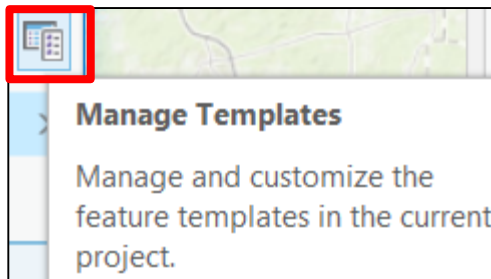 Manage Templates
Manage and customize the
feature templates in the current
project.